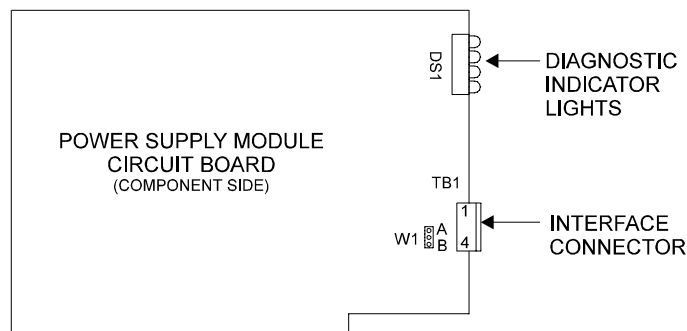 DS1
DIAGNOSTIC
INDICATOR
LIGHTS
POWER SUPPLY MODULE
CIRCUIT BOARD
(COMPONENT SIDE)
TB1
1
W1
A
B
4
INTERFACE
CONNECTOR